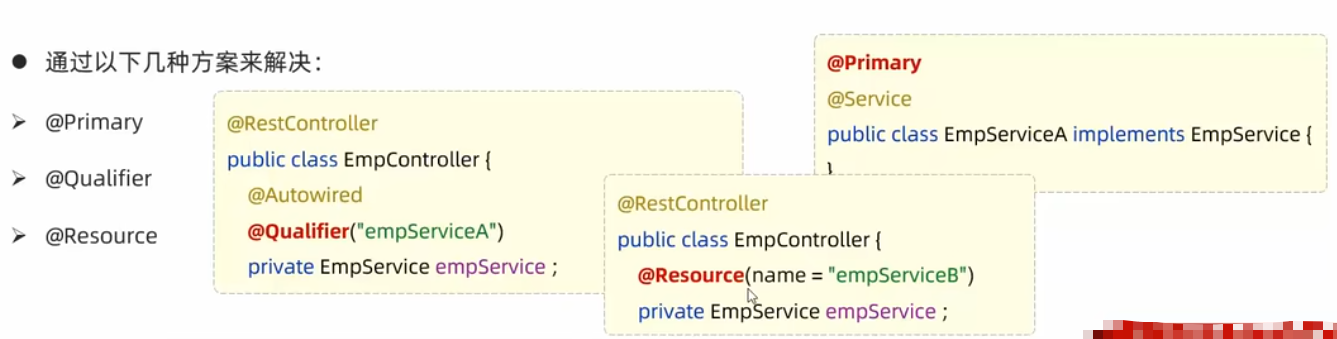 通过以下几种方案来解决：
@Primary
@Qualifier
@Resource
@RestController
public class EmpController {
@Autowired
@Qualifier("empServiceA")
private EmpService empService ;
@RestController
public class EmpController {
@Resource(name = "empServiceB")
private EmpService empService ;
@Primary
@Service
public class EmpServiceA implements EmpService {
}